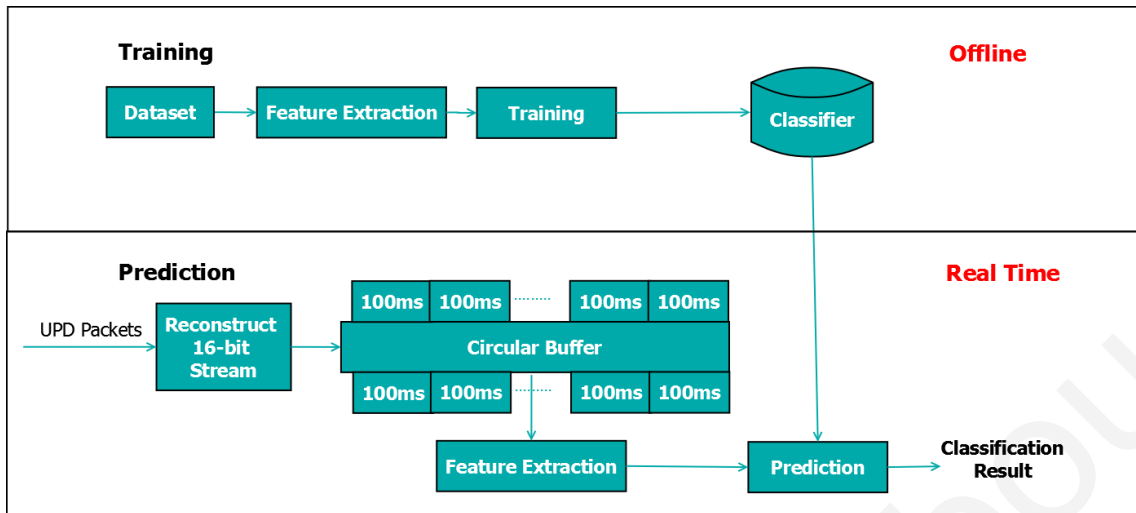 Training
Offline
Dataset
Feature Extraction
Training
Classifier
Prediction
Real Time
100ms 100ms ........ 100ms 100ms
UPD Packets
Reconstruct
16-bit
Stream
Circular Buffer
100ms 100ms ........ 100ms 100ms
Feature Extraction
Prediction
Classification
Result